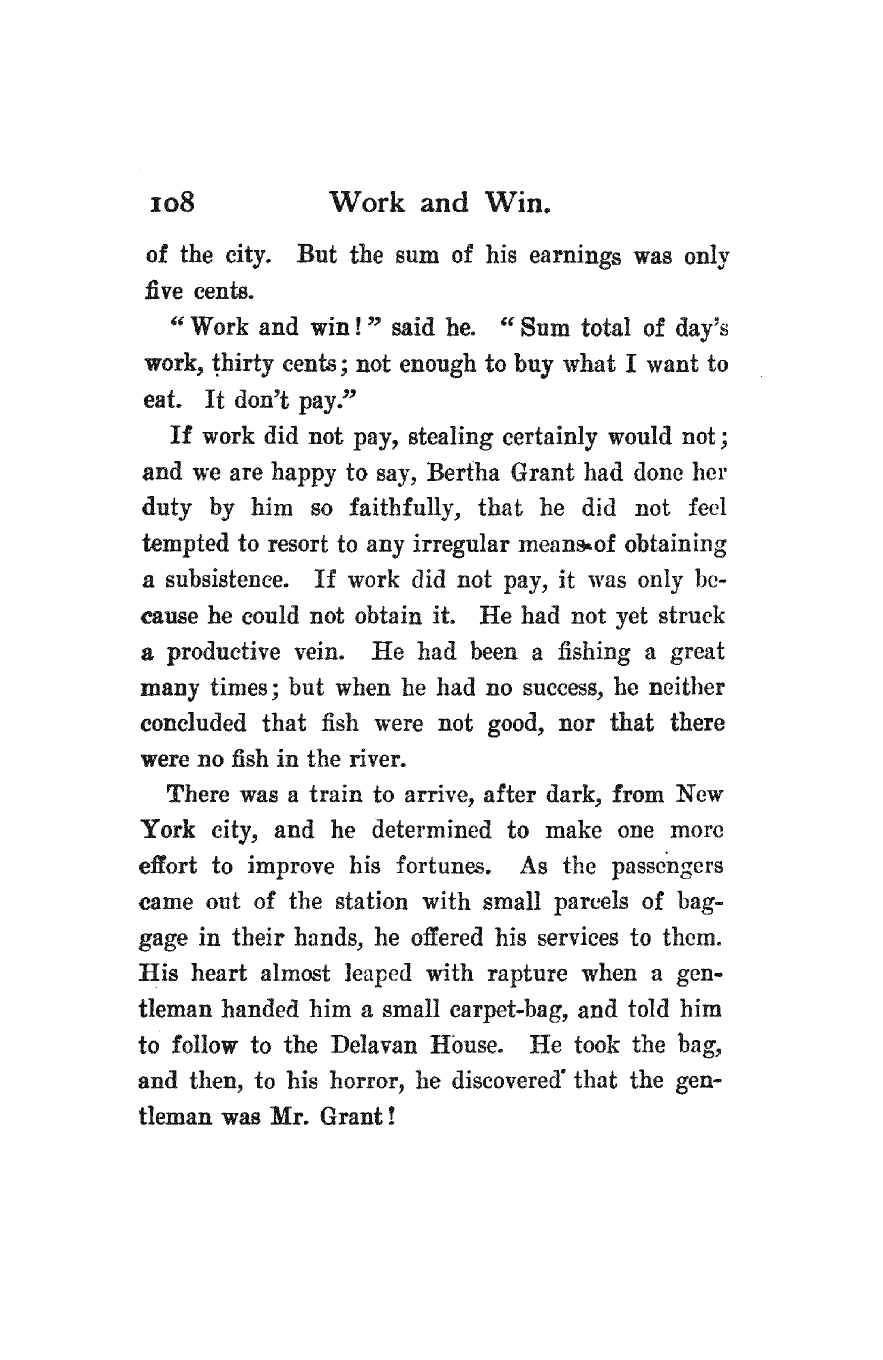 108 Work and Win.
of the city. But the sum of his earnings was only
five cents.
“Work and win!” said he. “Sum total of day's
work, thirty cents; not enough to buy what I want to
eat. It don't pay.”
If work did not pay, stealing certainly would not;
and we are happy to say, Bertha Grant had done her
duty by him so faithfully, that he did not feel
tempted to resort to any irregular means of obtaining
a subsistence. If work did not pay, it was only be-
cause he could not obtain it. He had not yet struck
a productive vein. He had been a fishing a great
many times; but when he had no success, he neither
concluded that fish were not good, nor that there
were no fish in the river.
There was a train to arrive, after dark, from New
York city, and he determined to make one more
effort to improve his fortunes. As the passengers
came out of the station with small parcels of bag-
gage in their hands, he offered his services to them.
His heart almost leaped with rapture when a gen-
tleman handed him a small carpet-bag, and told him
to follow to the Delavan House. He took the bag,
and then, to his horror, he discovered that the gen-
tleman was Mr. Grant!